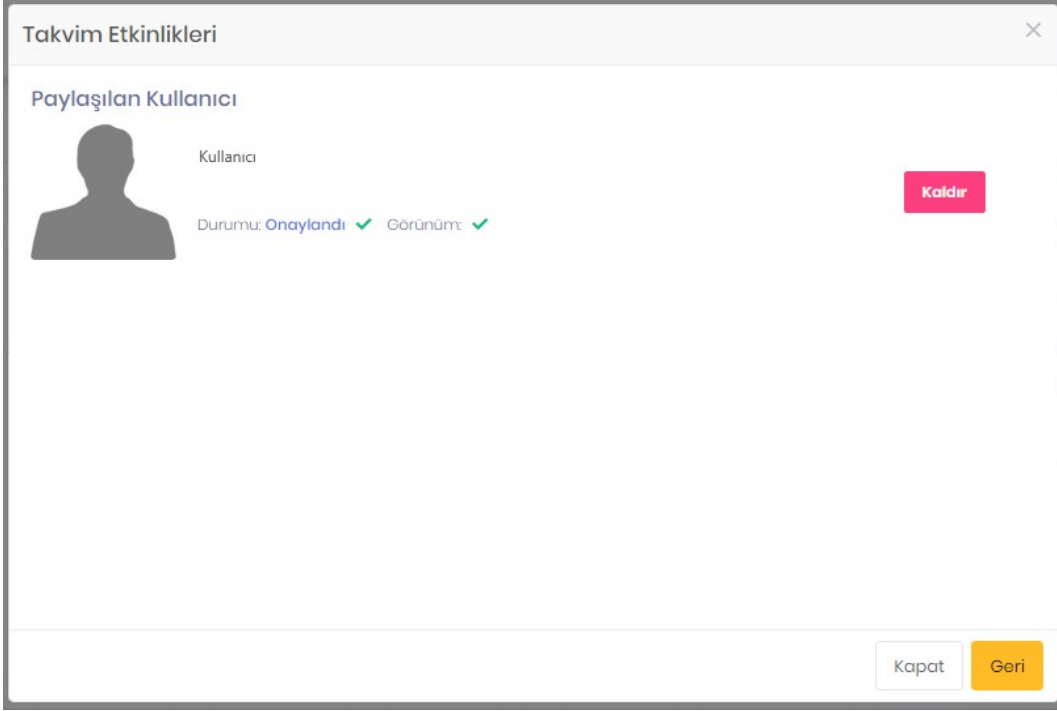 Takvim Etkinlikleri
Paylaşılan Kullanıcı
Kullanıcı
Kaldır
Durumu: Onaylandı Görünüm:
Kapat Geri